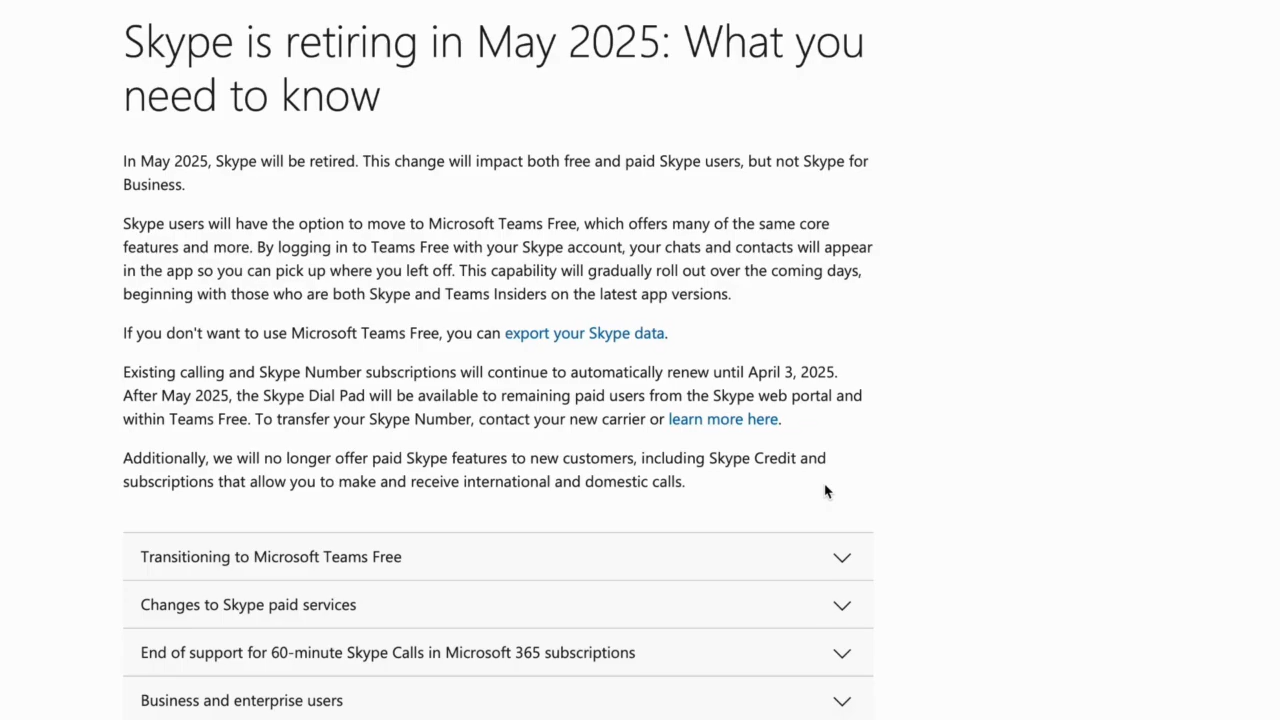 Skype is retiring in May 2025: What you
need to know
In May 2025, Skype will be retired. This change will impact both free and paid Skype users, but not Skype for
Business.
Skype users will have the option to move to Microsoft Teams Free, which offers many of the same core
features and more. By logging in to Teams Free with your Skype account, your chats and contacts will appear
in the app so you can pick up where you left off. This capability will gradually roll out over the coming days,
beginning with those who are both Skype and Teams Insiders on the latest app versions.
If you don't want to use Microsoft Teams Free, you can export your Skype data.
Existing calling and Skype Number subscriptions will continue to automatically renew until April 3, 2025.
After May 2025, the Skype Dial Pad will be available to remaining paid users from the Skype web portal and
within Teams Free. To transfer your Skype Number, contact your new carrier or learn more here.
Additionally, we will no longer offer paid Skype features to new customers, including Skype Credit and
subscriptions that allow you to make and receive international and domestic calls.
Transitioning to Microsoft Teams Free
Changes to Skype paid services
End of support for 60-minute Skype Calls in Microsoft 365 subscriptions
Business and enterprise users